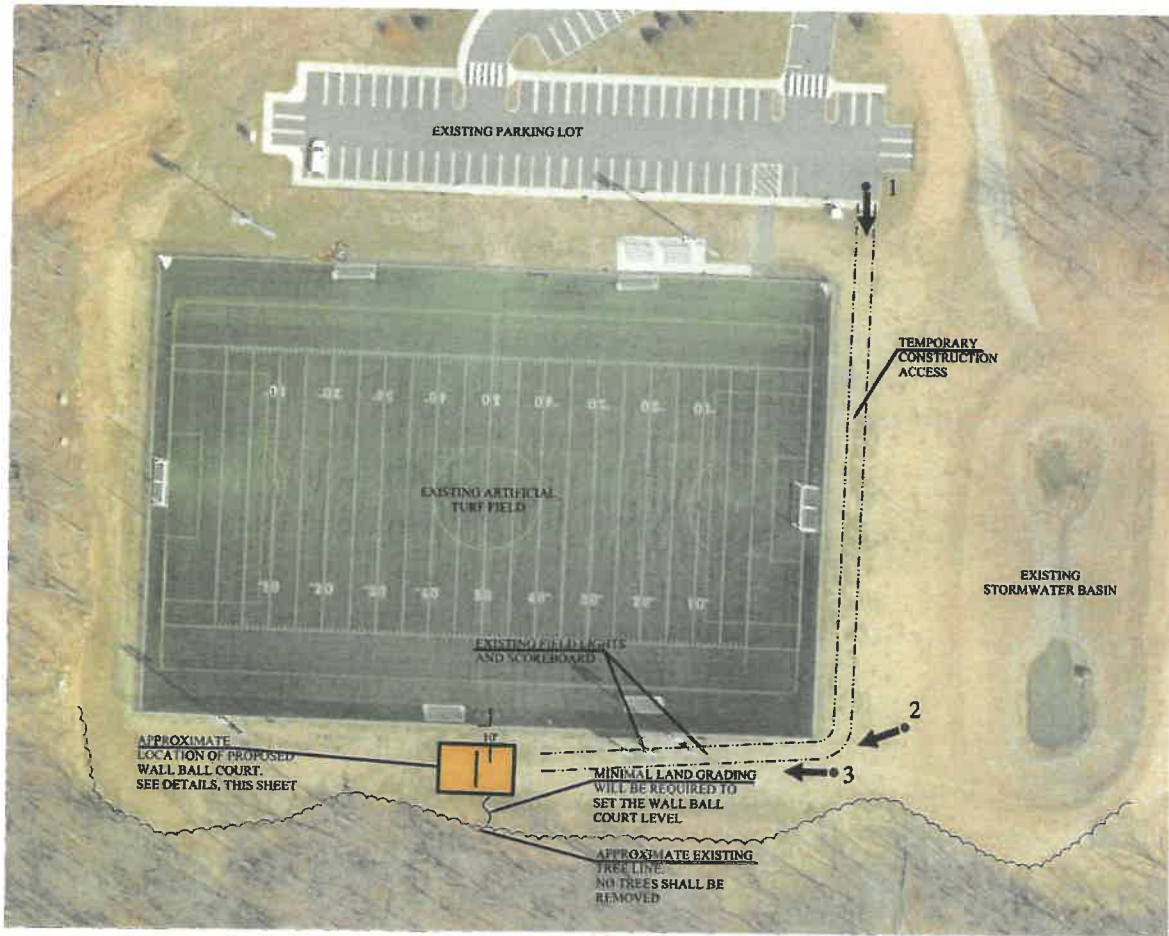 EXISTING PARKING LOT
1
TEMPORARY
CONSTRUCTION
ACCESS
EXISTING ARTIFICIAL
TURF FIELD
EXISTING
STORMWATER BASIN
EXISTING FIELD LIGHTS
AND SCOREBOARD
2
10'
APPROXIMATE
LOCATION OF PROPOSED
WALL BALL COURT.
SEE DETAILS, THIS SHEET
3
MINIMAL LAND GRADING
WILL BE REQUIRED TO
SET THE WALL BALL
COURT LEVEL
APPROXIMATE EXISTING
TREE LINE.
NO TREES SHALL BE
REMOVED